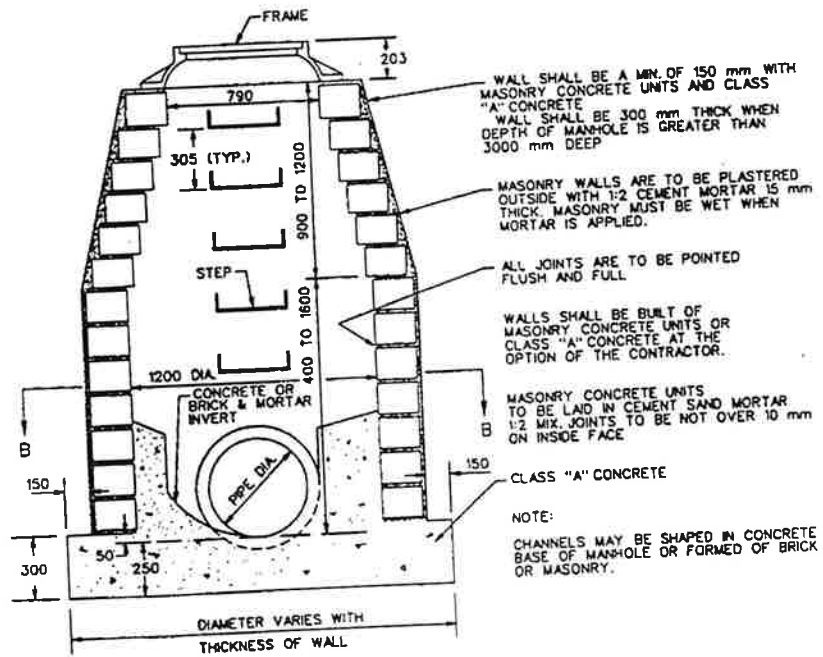 FRAME
203
790
305 (TYP.)
900 TO 1200
STEP
400 TO 1600
1200 DIA.
CONCRETE OR
BRICK & MORTAR
INVERT
B
B
PIPE DIA.
150
150
50
300
250
DIAMETER VARIES WITH
THICKNESS OF WALL
WALL SHALL BE A MIN. OF 150 mm WITH
MASONRY CONCRETE UNITS AND CLASS
"A" CONCRETE
WALL SHALL BE 300 mm THICK WHEN
DEPTH OF MANHOLE IS GREATER THAN
3000 mm DEEP
MASONRY WALLS ARE TO BE PLASTERED
OUTSIDE WITH 1:2 CEMENT MORTAR 15 mm
THICK. MASONRY MUST BE WET WHEN
MORTAR IS APPLIED.
ALL JOINTS ARE TO BE POINTED
FLUSH AND FULL
WALLS SHALL BE BUILT OF
MASONRY CONCRETE UNITS OR
CLASS "A" CONCRETE AT THE
OPTION OF THE CONTRACTOR.
MASONRY CONCRETE UNITS
TO BE LAID IN CEMENT SAND MORTAR
1:2 MIX. JOINTS TO BE NOT OVER 10 mm
ON INSIDE FACE
CLASS "A" CONCRETE
NOTE:
CHANNELS MAY BE SHAPED IN CONCRETE
BASE OF MANHOLE OR FORMED OF BRICK
OR MASONRY.